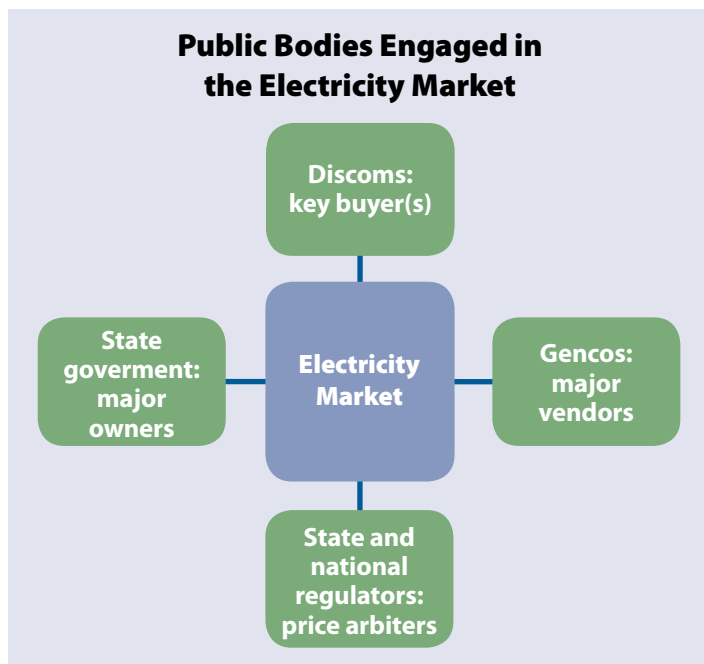 Public Bodies Engaged in
the Electricity Market
Discoms:
key buyer(s)
State
goverment:
major
owners
Electricity
Market
Gencos:
major
vendors
State and
national
regulators:
price arbiters